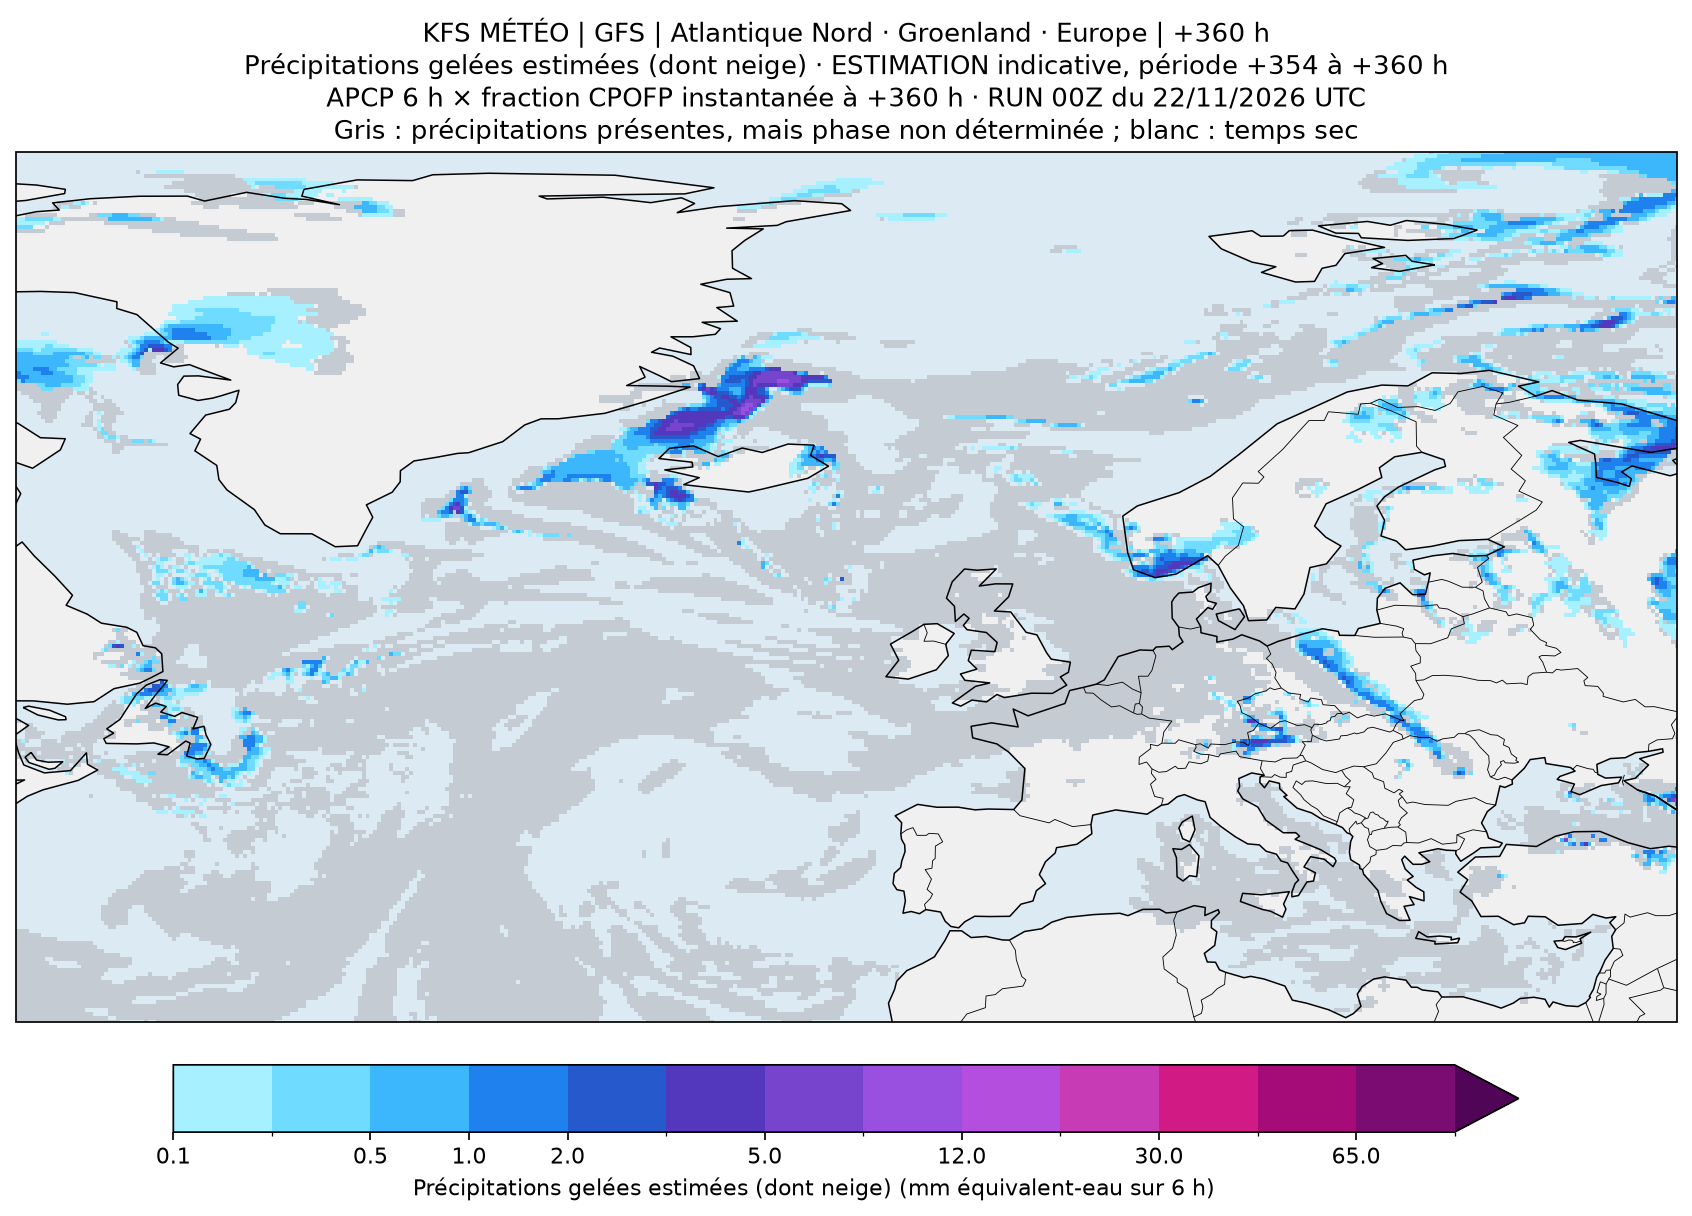 KFS MÉTÉO | GFS | Atlantique Nord · Groenland · Europe | +360 h
Précipitations gelées estimées (dont neige) · ESTIMATION indicative, période +354 à +360 h
APCP 6 h × fraction CPOFP instantanée à +360 h · RUN 00Z du 22/11/2026 UTC
Gris : précipitations présentes, mais phase non déterminée ; blanc : temps sec
0.1 0.5 1.0 2.0 5.0 12.0 30.0 65.0
Précipitations gelées estimées (dont neige) (mm équivalent-eau sur 6 h)